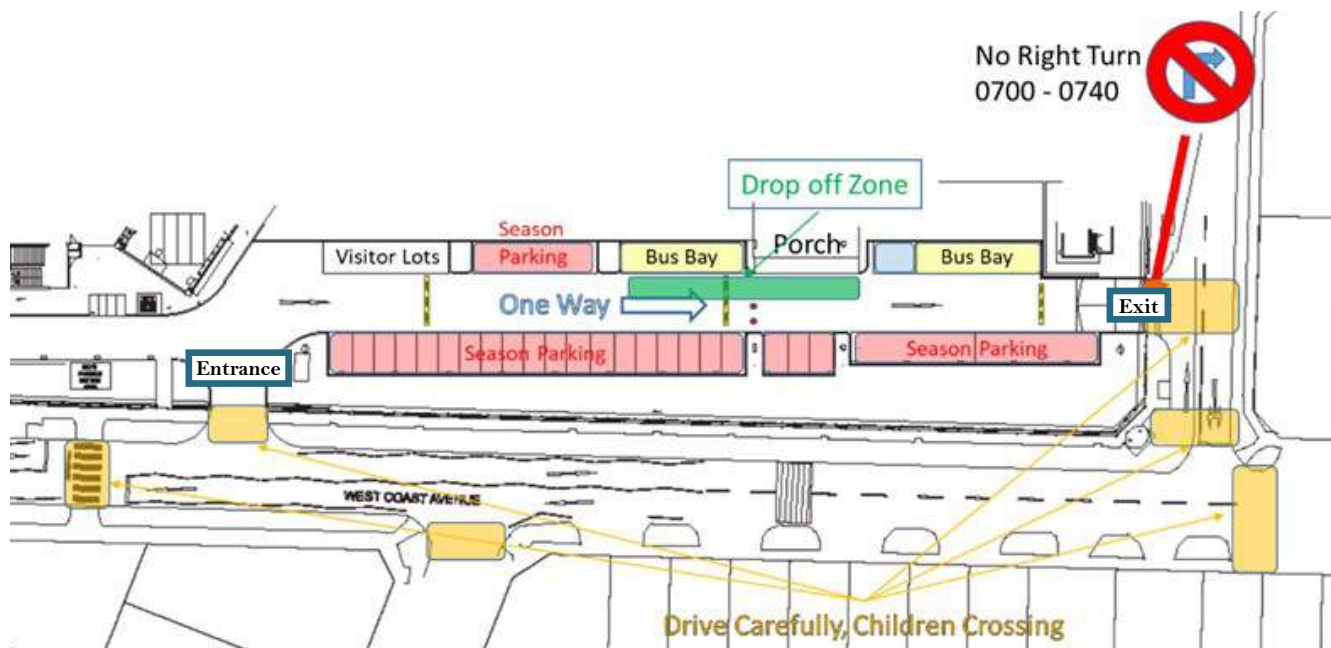 No Right Turn
0700 - 0740
Drop off Zone
Season
Visitor Lots
Parking
Bus Bay
Porch
Bus Bay
One Way
Exit
Season Parking
Season Parking
Entrance
WEST COAST AVENUE
Drive Carefully, Children Crossing